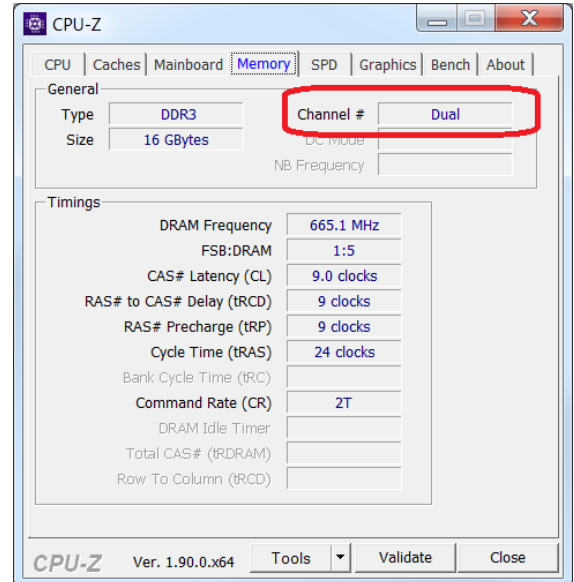 CPU-Z
CPU Caches Mainboard Memory SPD Graphics Bench About
General
Type DDR3 Channel # Dual
Size 16 GBytes DC Mode
NB Frequency
Timings
DRAM Frequency 665.1 MHz
FSB:DRAM 1:5
CAS# Latency (CL) 9.0 clocks
RAS# to CAS# Delay (tRCD) 9 clocks
RAS# Precharge (tRP) 9 clocks
Cycle Time (tRAS) 24 clocks
Bank Cycle Time (tRC)
Command Rate (CR) 2T
DRAM Idle Timer
Total CAS# (tRDRAM)
Row To Column (tRCD)
CPU-Z Ver. 1.90.0.x64 Tools Validate Close